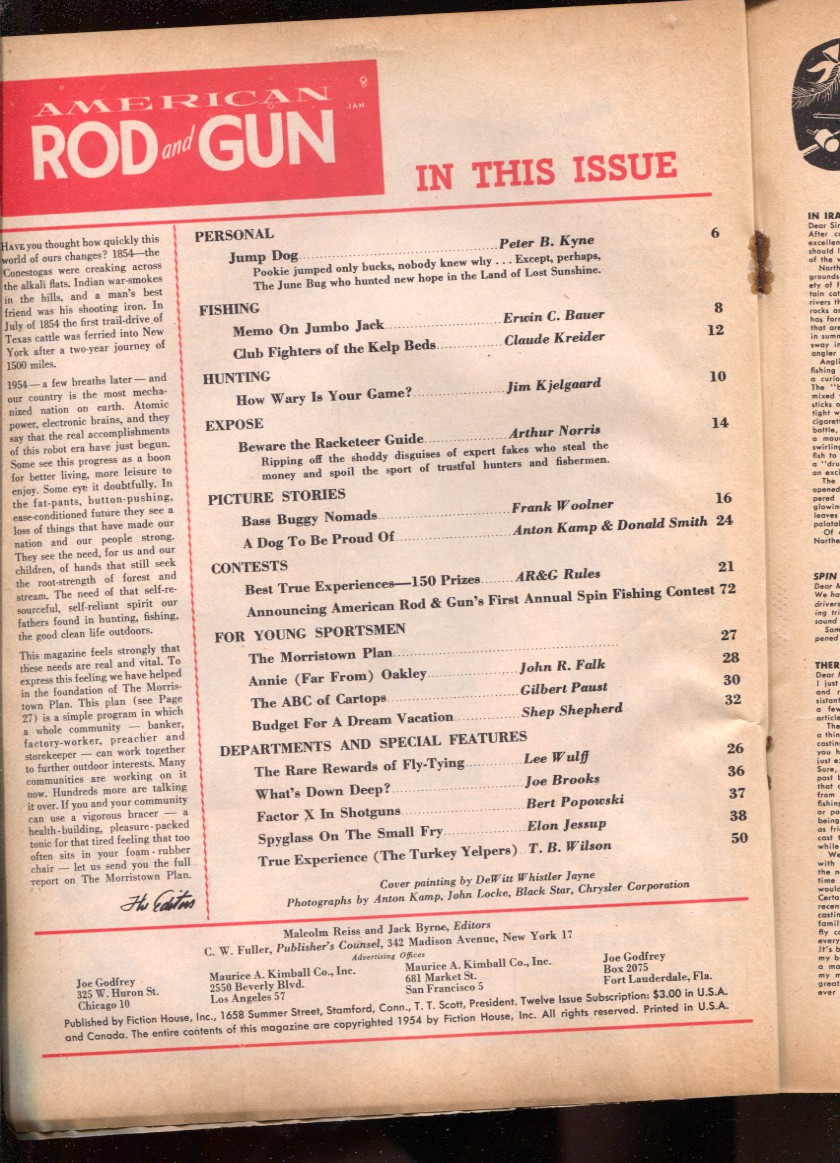 AMERICAN
JAN
ROD and GUN
IN THIS ISSUE
HAVE you thought how quickly this
world of ours changes? 1854—the
Conestogas were creaking across
the alkali flats. Indian war-smokes
in the hills, and a man's best
friend was his shooting iron. In
July of 1854 the first trail-drive of
Texas cattle was ferried into New
York after a two-year journey of
1500 miles.
1954—a few breaths later—and
our country is the most mecha-
nized nation on earth. Atomic
power, electronic brains, and they
say that the real accomplishments
of this robot era have just begun.
Some see this progress as a boon
for better living, more leisure to
enjoy. Some eye it doubtfully. In
the fat-pants, button-pushing,
ease-conditioned future they see a
loss of things that have made our
nation and our people strong.
They see the need, for us and our
children, of hands that still seek
the root-strength of forest and
stream. The need of that self-re-
sourceful, self-reliant spirit our
fathers found in hunting, fishing,
the good clean life outdoors.
This magazine feels strongly that
these needs are real and vital. To
express this feeling we have helped
in the foundation of The Morris-
town Plan. This plan (see Page
27) is a simple program in which
a whole community — banker,
factory-worker, preacher and
storekeeper — can work together
to further outdoor interests. Many
communities are working on it
now. Hundreds more are talking
it over. If you and your community
can use a vigorous bracer — a
health-building, pleasure-packed
tonic for that tired feeling that too
often sits in your foam-rubber
chair — let us send you the full
report on The Morristown Plan.
The Editors
PERSONAL
Jump Dog Peter B. Kyne 6
Pookie jumped only bucks, nobody knew why . . . Except, perhaps,
The June Bug who hunted new hope in the Land of Lost Sunshine.
FISHING
Memo On Jumbo Jack Erwin C. Bauer 8
Club Fighters of the Kelp Beds Claude Kreider 12
HUNTING
How Wary Is Your Game? Jim Kjelgaard 10
EXPOSE
Beware the Racketeer Guide Arthur Norris 14
Ripping off the shoddy disguises of expert fakes who steal the
money and spoil the sport of trustful hunters and fishermen.
PICTURE STORIES
Bass Buggy Nomads Frank Woolner 16
A Dog To Be Proud Of Anton Kamp & Donald Smith 24
CONTESTS
Best True Experiences—150 Prizes AR&G Rules 21
Announcing American Rod & Gun's First Annual Spin Fishing Contest 72
FOR YOUNG SPORTSMEN
The Morristown Plan 27
Annie (Far From) Oakley John R. Falk 28
The ABC of Cartops Gilbert Paust 30
Budget For A Dream Vacation Shep Shepherd 32
DEPARTMENTS AND SPECIAL FEATURES
The Rare Rewards of Fly-Tying Lee Wulff 26
What's Down Deep? Joe Brooks 36
Factor X In Shotguns Bert Popowski 37
Spyglass On The Small Fry Elon Jessup 38
True Experience (The Turkey Yelpers) T. B. Wilson 50
Cover painting by DeWitt Whistler Jayne
Photographs by Anton Kamp, John Locke, Black Star, Chrysler Corporation
Malcolm Reiss and Jack Byrne, Editors
C. W. Fuller, Publisher's Counsel, 342 Madison Avenue, New York 17
Advertising Offices
Joe Godfrey
325 W. Huron St.
Chicago 10
Maurice A. Kimball Co., Inc.
2550 Beverly Blvd.
Los Angeles 57
Maurice A. Kimball Co., Inc.
681 Market St.
San Francisco 5
Joe Godfrey
Box 2075
Fort Lauderdale, Fla.
Published by Fiction House, Inc., 1658 Summer Street, Stamford, Conn., T. T. Scott, President. Twelve Issue Subscription: $3.00 in U.S.A.
and Canada. The entire contents of this magazine are copyrighted 1954 by Fiction House, Inc. All rights reserved. Printed in U.S.A.